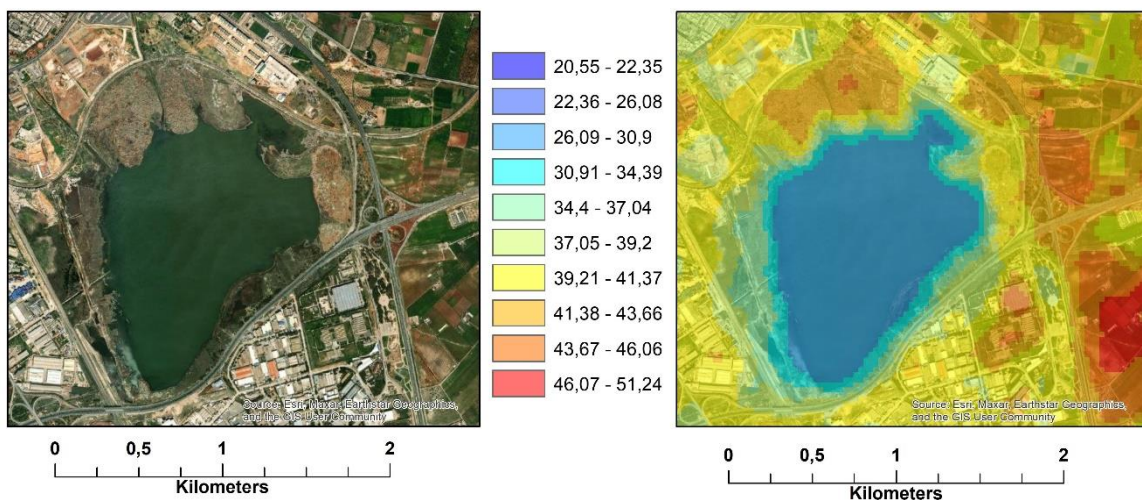 20,55 - 22,35
22,36 - 26,08
26,09 - 30,9
30,91 - 34,39
34,4 - 37,04
37,05 - 39,2
39,21 - 41,37
41,38 - 43,66
43,67 - 46,06
46,07 - 51,24
Source: Esri, Maxar, Earthstar Geographics,
and the GIS User Community
Source: Esri, Maxar, Earthstar Geographics,
and the GIS User Community
0 0,5 1 2
Kilometers
0 0,5 1 2
Kilometers